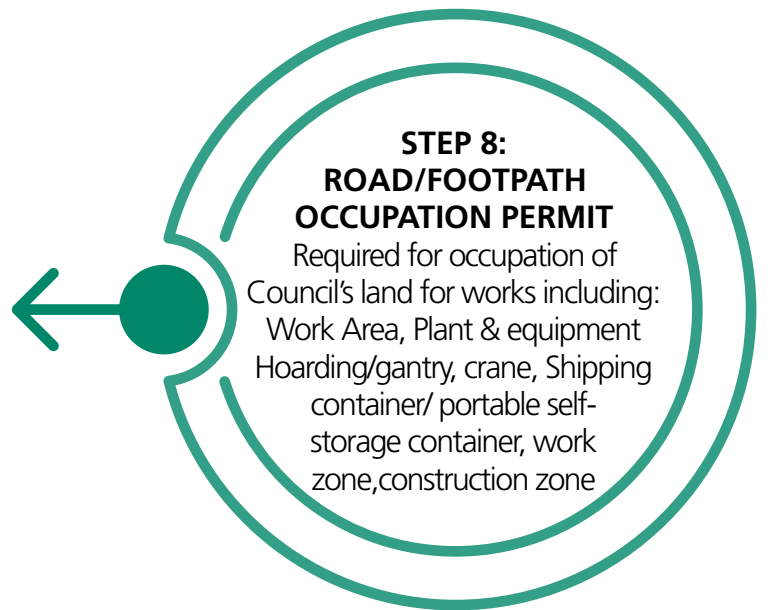 STEP 8:
ROAD/FOOTPATH
OCCUPATION PERMIT
Required for occupation of
Council’s land for works including:
Work Area, Plant & equipment
Hoarding/gantry, crane, Shipping
container/ portable self-
storage container, work
zone,construction zone